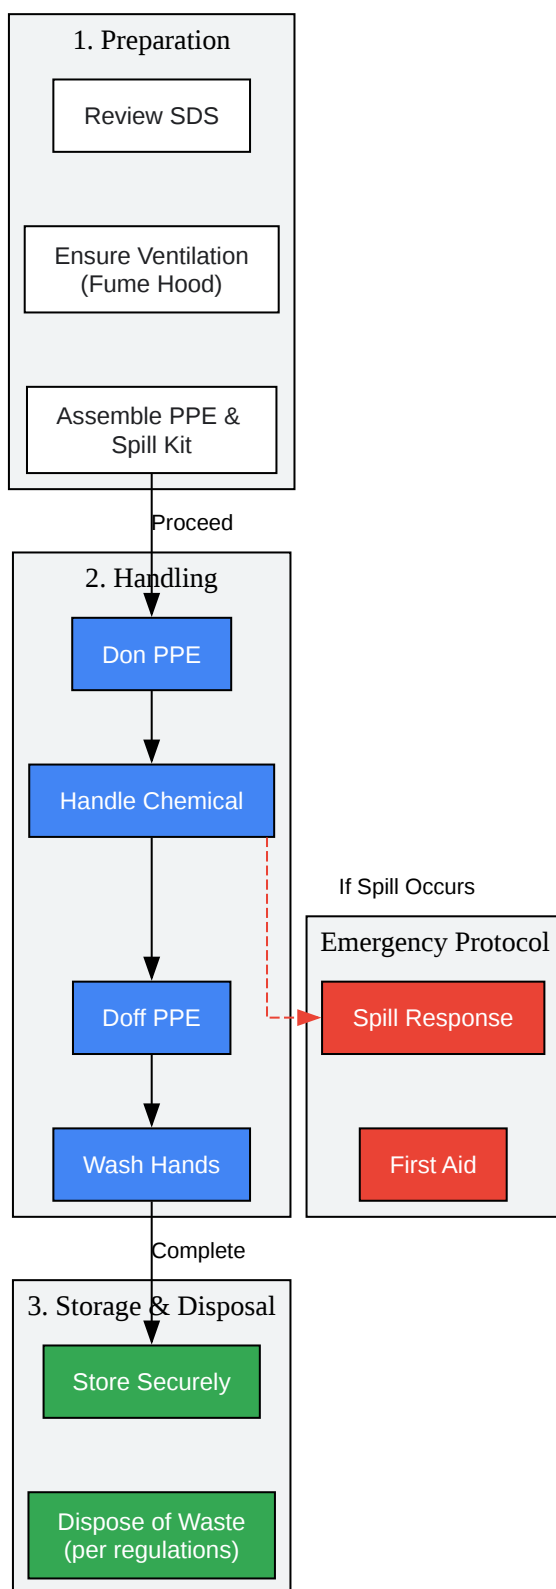 1. Preparation
Review SDS
Ensure Ventilation
(Fume Hood)
Assemble PPE &
Spill Kit
Proceed
2. Handling
Don PPE
Handle Chemical
If Spill Occurs
Emergency Protocol
Doff PPE
Spill Response
Wash Hands
First Aid
Complete
3. Storage & Disposal
Store Securely
Dispose of Waste
(per regulations)